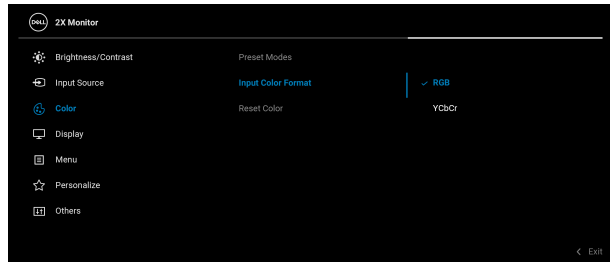 DELL 2X Monitor
Brightness/Contrast Preset Modes
Input Source Input Color Format ✓ RGB
Color Reset Color YCbCr
Display
Menu
Personalize
Others
< Exit